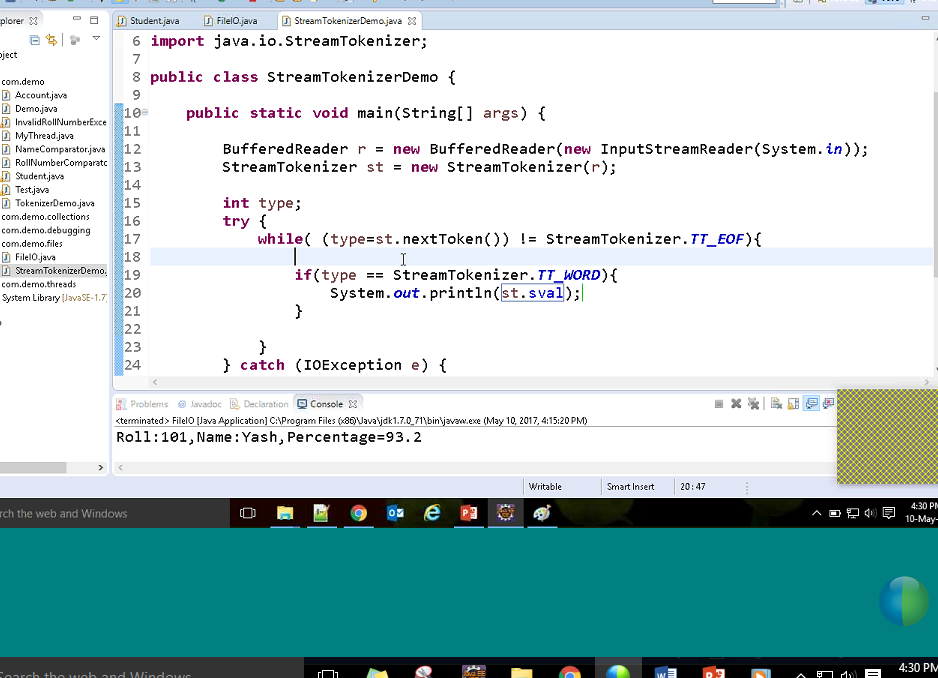 plorer
Student.java FileIO.java StreamTokenizerDemo.java
oject
com.demo
Account.java
Demo.java
InvalidRollNumberExce
MyThread.java
NameComparator.java
RollNumberComparato
Student.java
Test.java
TokenizerDemo.java
com.demo.collections
com.demo.debugging
com.demo.files
FileIO.java
StreamTokenizerDemo.
com.demo.threads
System Library [JavaSE-1.7]
6 import java.io.StreamTokenizer;
7
8 public class StreamTokenizerDemo {
9
10 public static void main(String[] args) {
11
12 BufferedReader r = new BufferedReader(new InputStreamReader(System.in));
13 StreamTokenizer st = new StreamTokenizer(r);
14
15 int type;
16 try {
17 while( (type=st.nextToken()) != StreamTokenizer.TT_EOF){
18
19 if(type == StreamTokenizer.TT_WORD){
20 System.out.println(st.sval);
21 }
22
23 }
24 } catch (IOException e) {
Problems Javadoc Declaration Console
<terminated> FileIO [Java Application] C:\Program Files (x86)\Java\jdk1.7.0_71\bin\javaw.exe (May 10, 2017, 4:15:20 PM)
Roll:101,Name:Yash,Percentage=93.2
Writable Smart Insert 20 : 47
rch the web and Windows
4:30 PM
10-May-
Search the web and Windows
4:30 PM